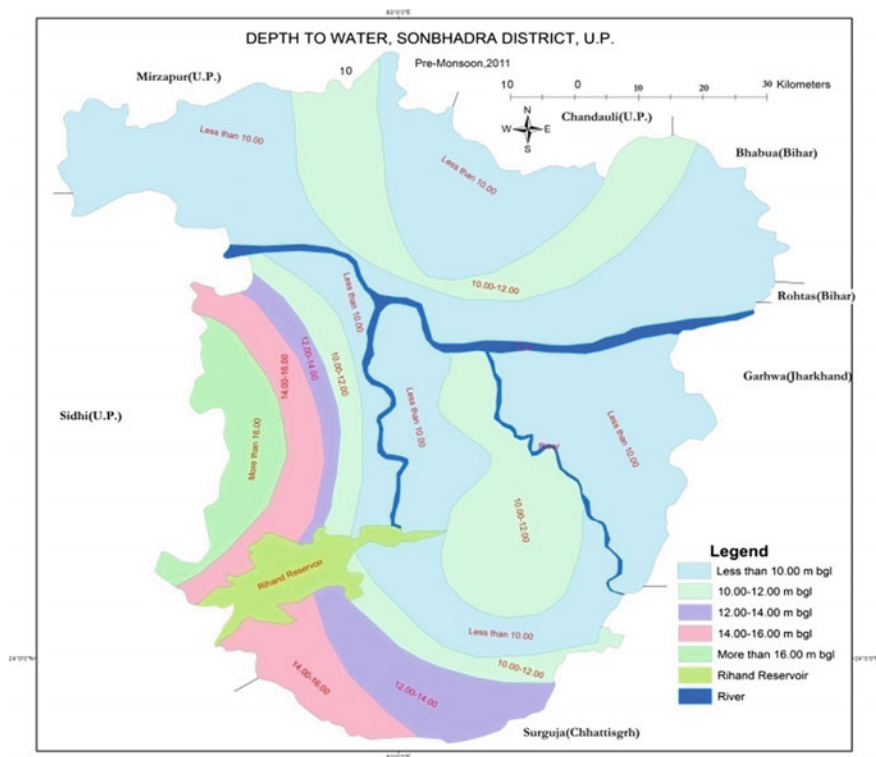 DEPTH TO WATER, SONBHADRA DISTRICT, U.P.
Pre-Monsoon,2011
10
10 0 10 20 30 Kilometers
N
W E
S
Mirzapur(U.P.)
Chandauli(U.P.)
Bhabua(Bihar)
Less than 10.00
Less than 10.00
10.00-12.00
Rohtas(Bihar)
Less than 10.00
Garhwa(Jharkhand)
12.00-14.00
10.00-12.00
14.00-16.00
Sidhi(U.P.)
Less than 10.00
Less than 10.00
More than 16.00
10.00-12.00
Rihand Reservoir
Less than 10.00
10.00-12.00
14.00-16.00
12.00-14.00
Surguja(Chhattisgrh)
24°0'0"N
24°0'0"N
Legend
Less than 10.00 m bgl
10.00-12.00 m bgl
12.00-14.00 m bgl
14.00-16.00 m bgl
More than 16.00 m bgl
Rihand Reservoir
River